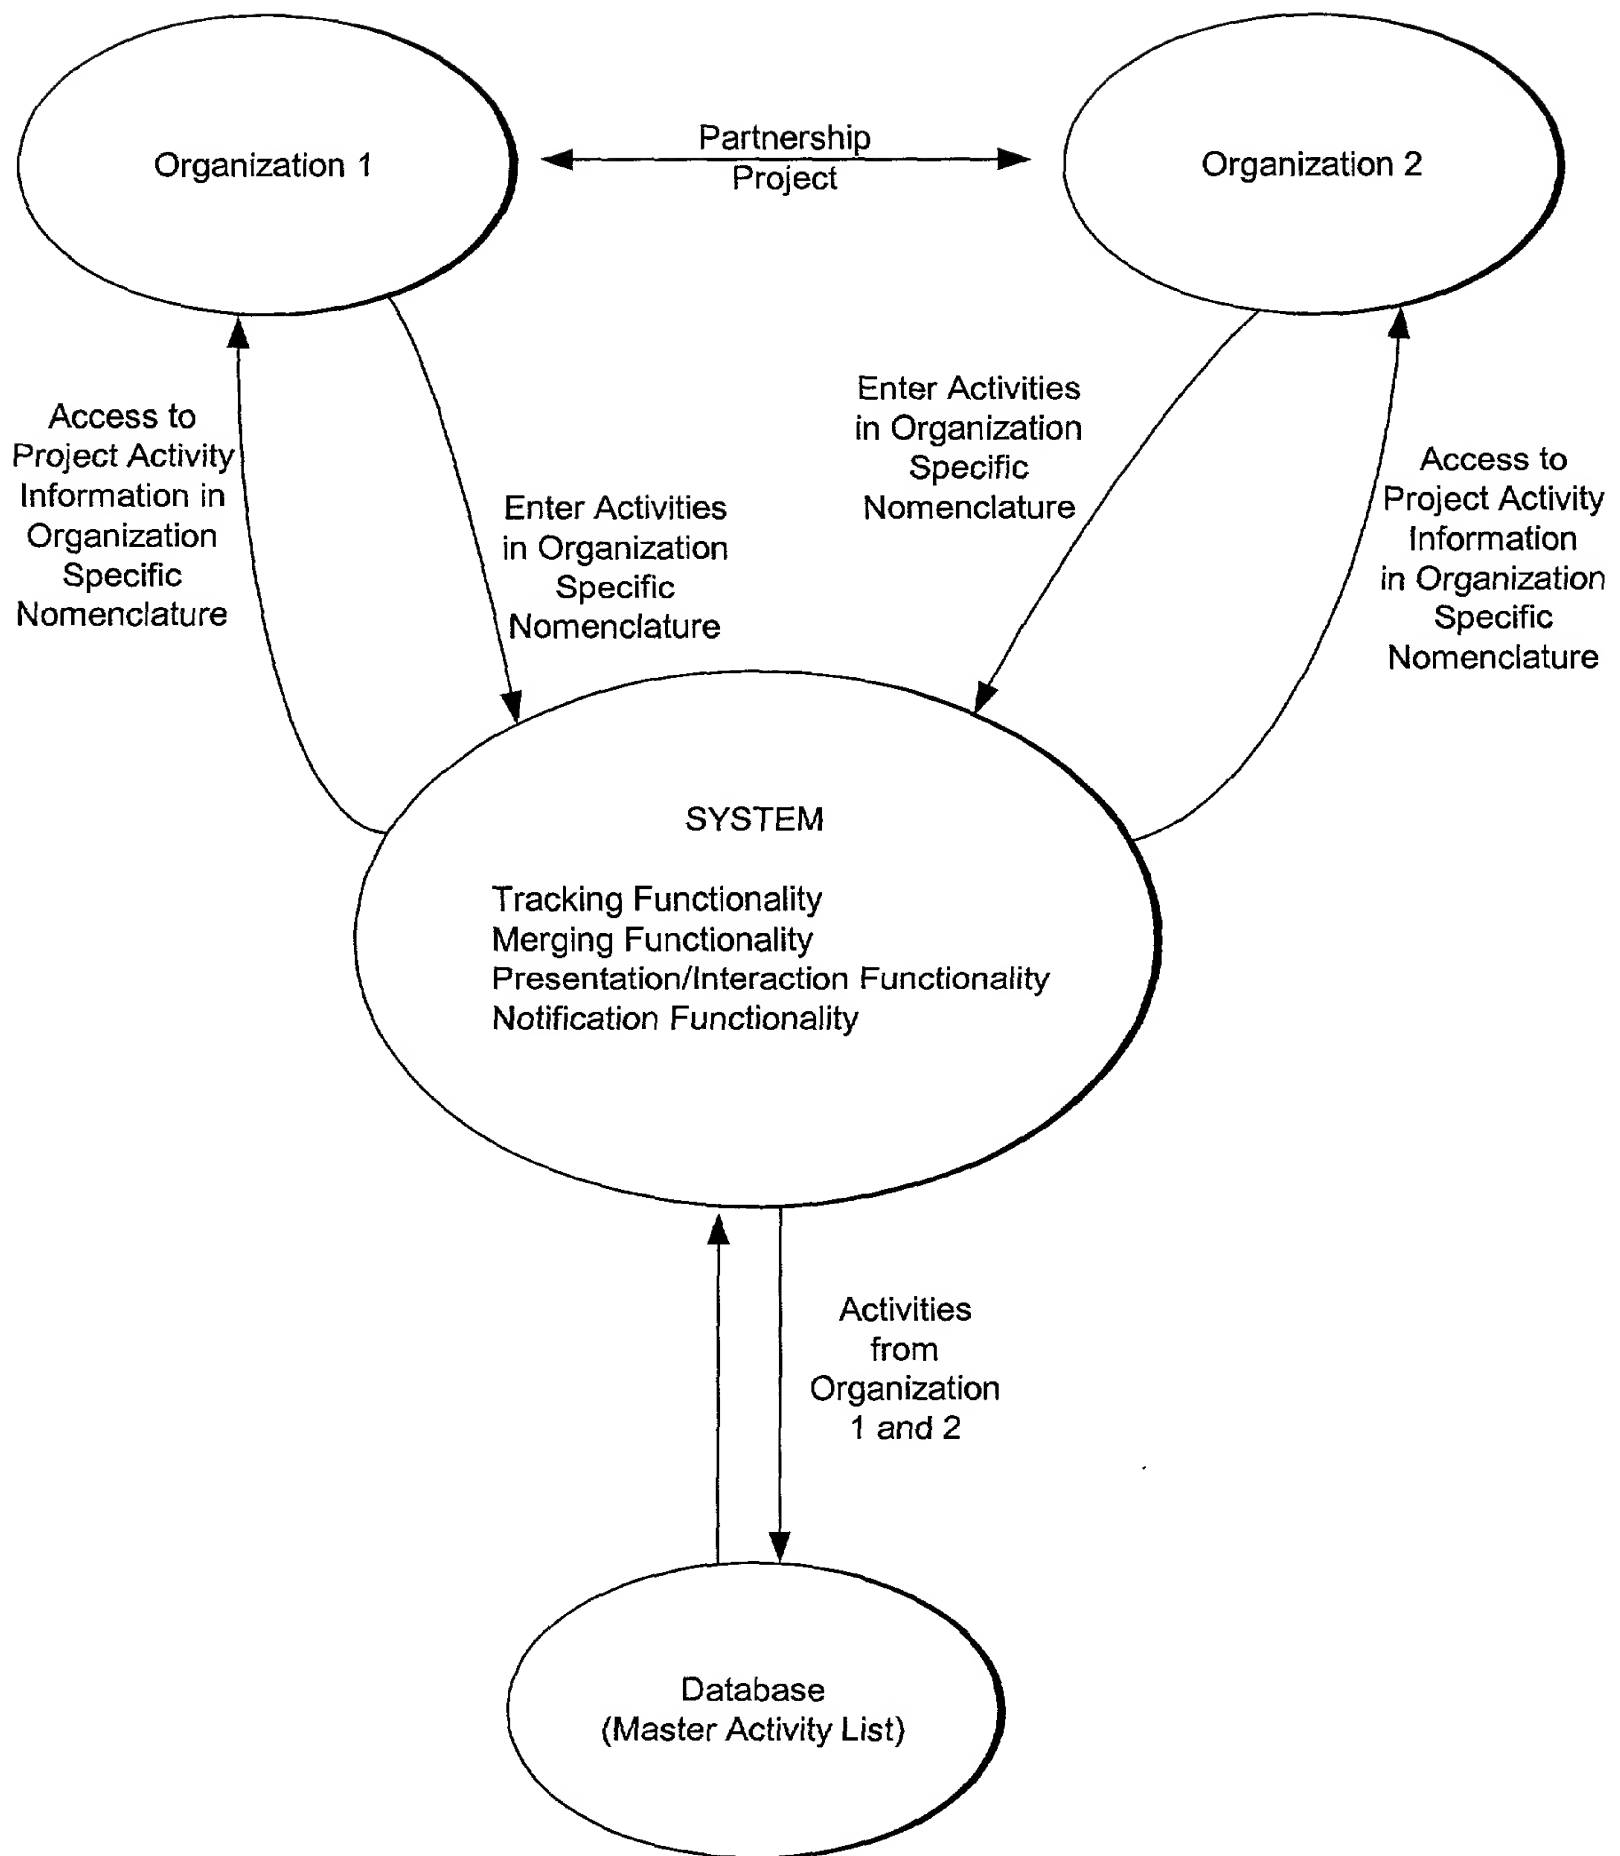 Organization 1
Partnership
Project
Organization 2
Access to
Project Activity
Information in
Organization
Specific
Nomenclature
Enter Activities
in Organization
Specific
Nomenclature
Enter Activities
in Organization
Specific
Nomenclature
Access to
Project Activity
Information
in Organization
Specific
Nomenclature
SYSTEM
Tracking Functionality
Merging Functionality
Presentation/Interaction Functionality
Notification Functionality
Activities
from
Organization
1 and 2
Database
(Master Activity List)